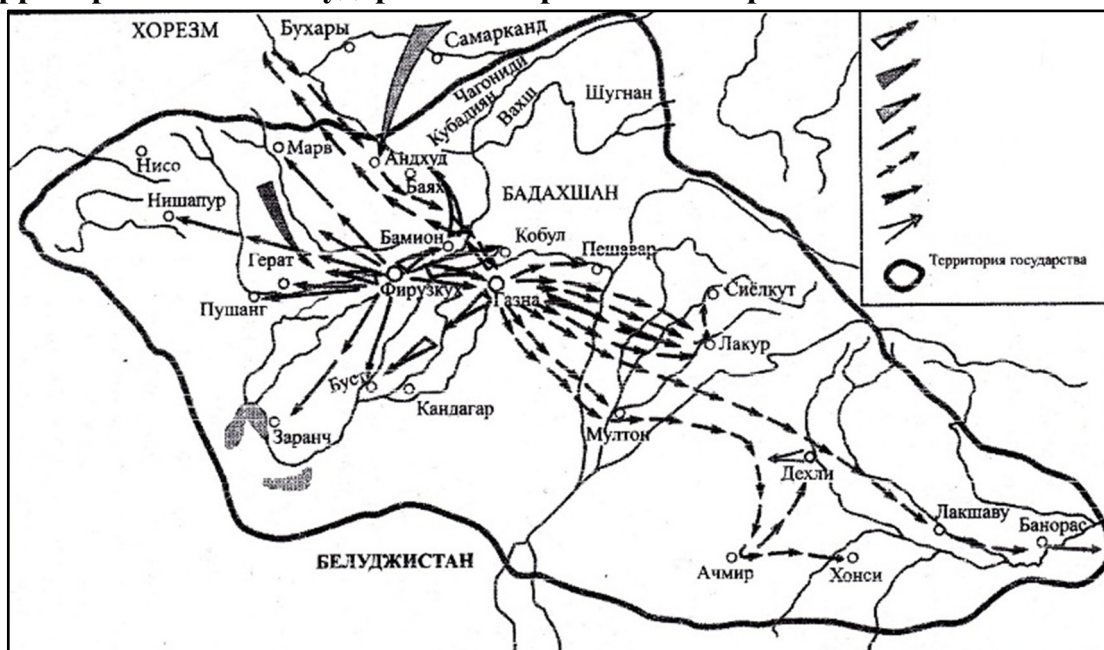 ХОРЕЗМ
Бухары
Самарканд
Чагониди
Кубадиян
Вахш
Шугнан
Марв
Нисо
Андхуд
Баях
Нишапур
БАДАХШАН
Бамион
Кобул
Пешавар
Герат
Фирузкух
Газна
Сиёлкут
Пушанг
Лакур
Буст
Кандагар
Заранч
Мултон
Дехли
Лакшаву
Банорас
БЕЛУДЖИСТАН
Ачмир
Хонси
Территория государства